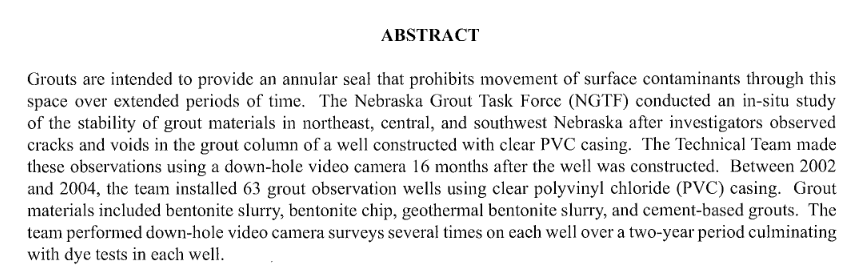 ABSTRACT
Grouts are intended to provide an annular seal that prohibits movement of surface contaminants through this
space over extended periods of time. The Nebraska Grout Task Force (NGTF) conducted an in-situ study
of the stability of grout materials in northeast, central, and southwest Nebraska after investigators observed
cracks and voids in the grout column of a well constructed with clear PVC casing. The Technical Team made
these observations using a down-hole video camera 16 months after the well was constructed. Between 2002
and 2004, the team installed 63 grout observation wells using clear polyvinyl chloride (PVC) casing. Grout
materials included bentonite slurry, bentonite chip, geothermal bentonite slurry, and cement-based grouts. The
team performed down-hole video camera surveys several times on each well over a two-year period culminating
with dye tests in each well.